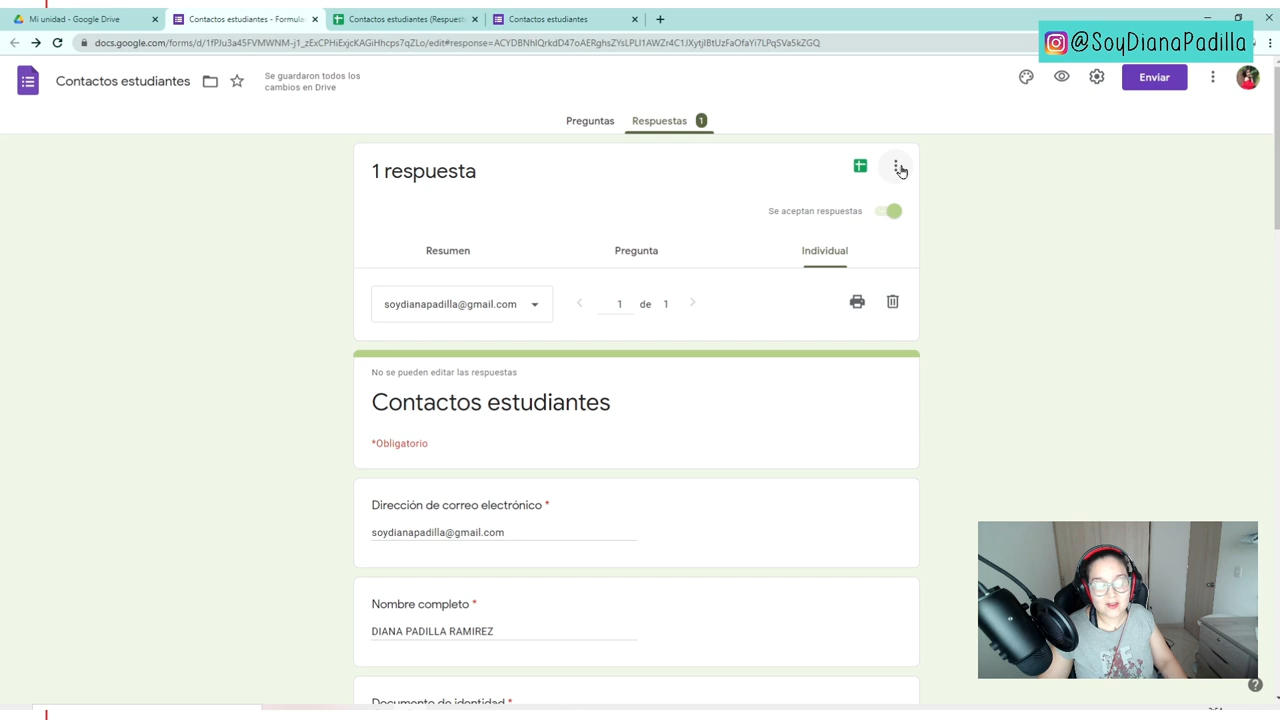 Mi unidad - Google Drive
Contactos estudiantes - Formula
Contactos estudiantes (Respuest
Contactos estudiantes
@SoyDianaPadilla
Contactos estudiantes
Se guardaron todos los
cambios en Drive
Enviar
Preguntas
Respuestas 1
1 respuesta
Se aceptan respuestas
Resumen
Pregunta
Individual
soydianapadilla@gmail.com
1 de 1
No se pueden editar las respuestas
Contactos estudiantes
*Obligatorio
Dirección de correo electrónico *
soydianapadilla@gmail.com
Nombre completo *
DIANA PADILLA RAMIREZ
Documento de identidad *